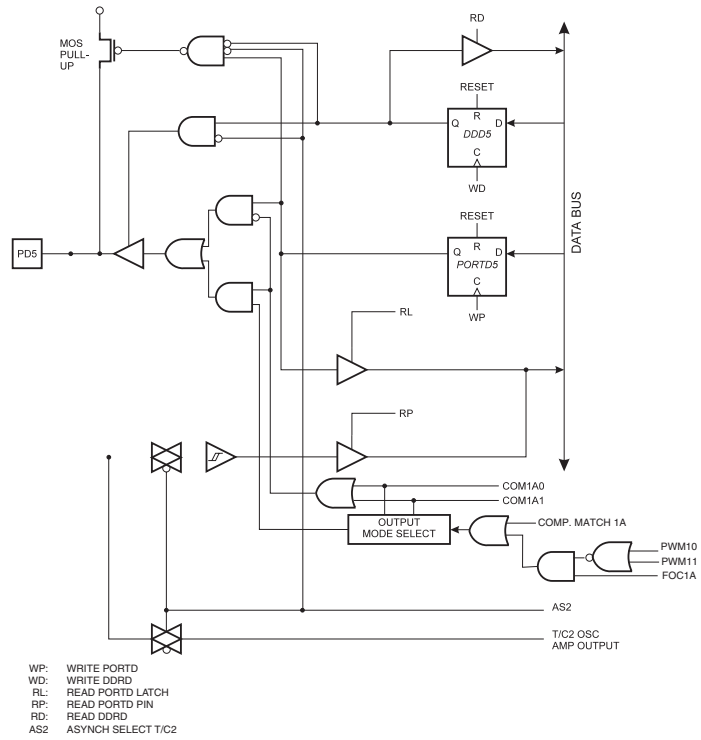 RD
MOS
PULL-
UP
RESET
R
Q D
DDD5
C
WD
RESET
R
Q D
PORTD5
C
WP
DATA BUS
PD5
RL
RP
COM1A0
COM1A1
OUTPUT
MODE SELECT
COMP. MATCH 1A
PWM10
PWM11
FOC1A
AS2
T/C2 OSC
AMP OUTPUT
WP: WRITE PORTD
WD: WRITE DDRD
RL: READ PORTD LATCH
RP: READ PORTD PIN
RD: READ DDRD
AS2 ASYNCH SELECT T/C2